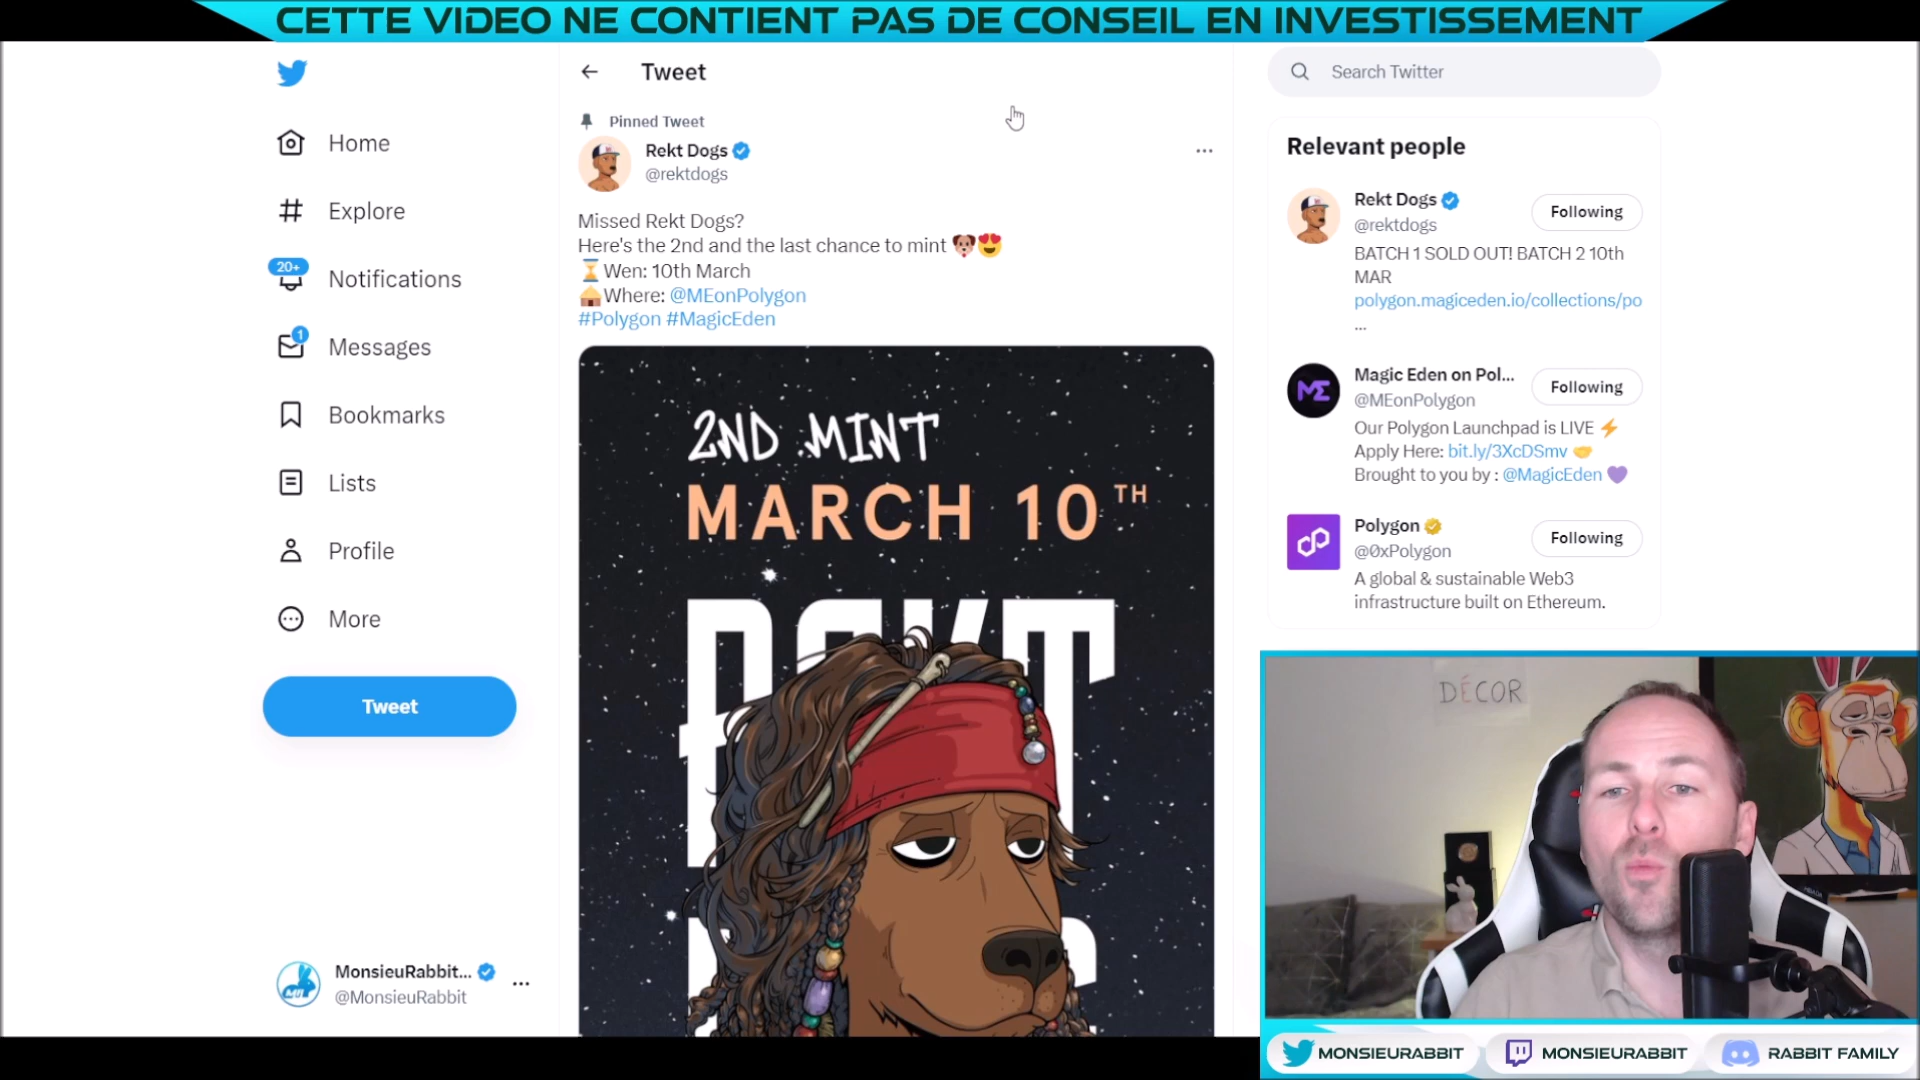 CETTE VIDEO NE CONTIENT PAS DE CONSEIL EN INVESTISSEMENT
Tweet
Search Twitter
Home
Explore
20+
Notifications
1
Messages
Bookmarks
Lists
Profile
More
Tweet
MonsieuRabbit...
@MonsieuRabbit
Pinned Tweet
Rekt Dogs
@rektdogs
Missed Rekt Dogs?
Here's the 2nd and the last chance to mint 🐶😍
⌛Wen: 10th March
🛖Where: @MEonPolygon
#Polygon #MagicEden
2ND MINT
MARCH 10TH
REKT
Relevant people
Rekt Dogs
@rektdogs
Following
BATCH 1 SOLD OUT! BATCH 2 10th
MAR
polygon.magiceden.io/collections/po
...
ME
Magic Eden on Pol...
@MEonPolygon
Following
Our Polygon Launchpad is LIVE ⚡
Apply Here: bit.ly/3XcDSmv 🤝
Brought to you by : @MagicEden 💜
Polygon
@0xPolygon
Following
A global & sustainable Web3
infrastructure built on Ethereum.
DÉCOR
MONSIEURABBIT
MONSIEURABBIT
RABBIT FAMILY